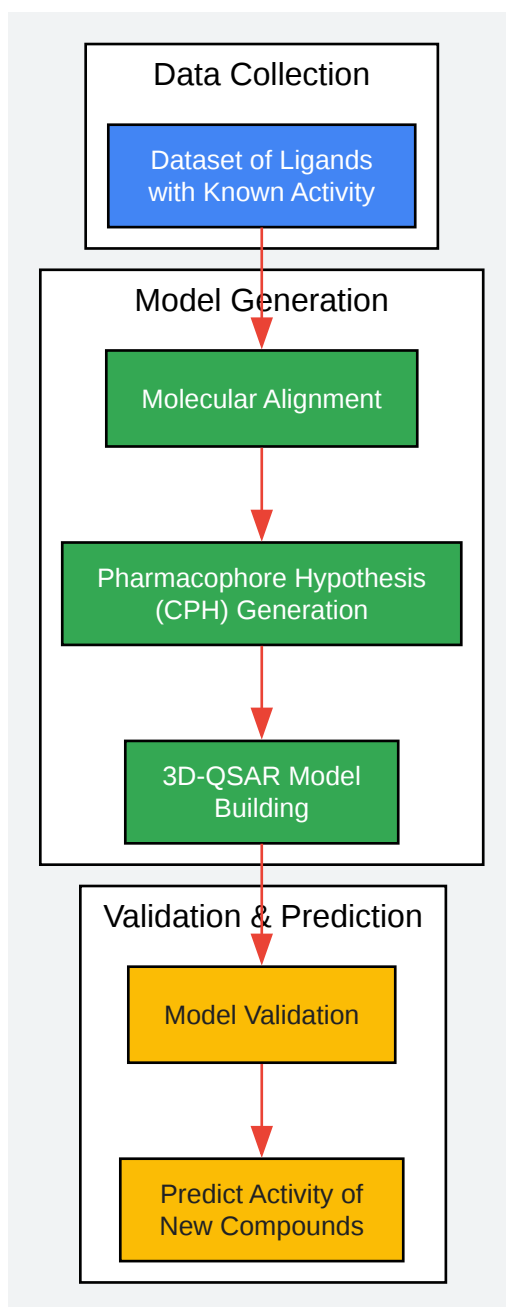 Data Collection
Dataset of Ligands
with Known Activity
Model Generation
Molecular Alignment
Pharmacophore Hypothesis
(CPH) Generation
3D-QSAR Model
Building
Validation & Prediction
Model Validation
Predict Activity of
New Compounds